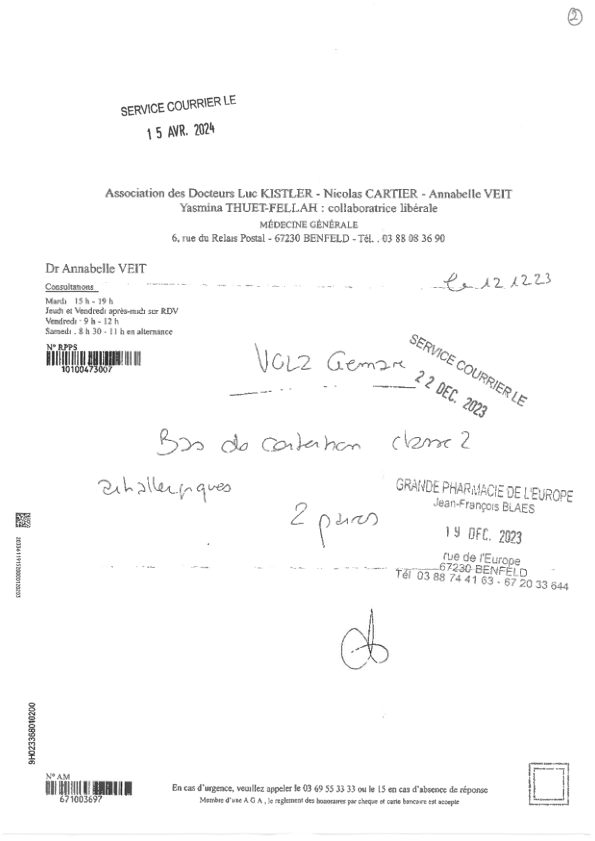 2
SERVICE COURRIER LE
15 AVR. 2024
Association des Docteurs Luc KISTLER - Nicolas CARTIER - Annabelle VEIT
Yasmina THUET-FELLAH : collaboratrice libérale
MÉDECINE GÉNÉRALE
6, rue du Relais Postal - 67230 BENFELD - Tél. . 03 88 08 36 90
Dr Annabelle VEIT
le 12 12 23
Consultations
Mardi 15 h - 19 h
Jeudi et Vendredi après-midi sur RDV
Vendredi - 9 h - 12 h
Samedi . 8 h 30 - 11 h en alternance
N° RPPS
10100473007
SERVICE COURRIER LE
22 DEC. 2023
Bas de contention classe 2
2 paires
GRANDE PHARMACIE DE L'EUROPE
Jean-François BLAES
19 DEC. 2023
rue de l'Europe
67230 BENFELD
Tél 03 88 74 41 63 - 67 20 33 644
9H023358010200
N° AM
671003697
En cas d'urgence, veuillez appeler le 03 69 55 33 33 ou le 15 en cas d'absence de réponse
Membre d'une A G A , le reglement des honoraires par cheque et carte bancaire est accepté